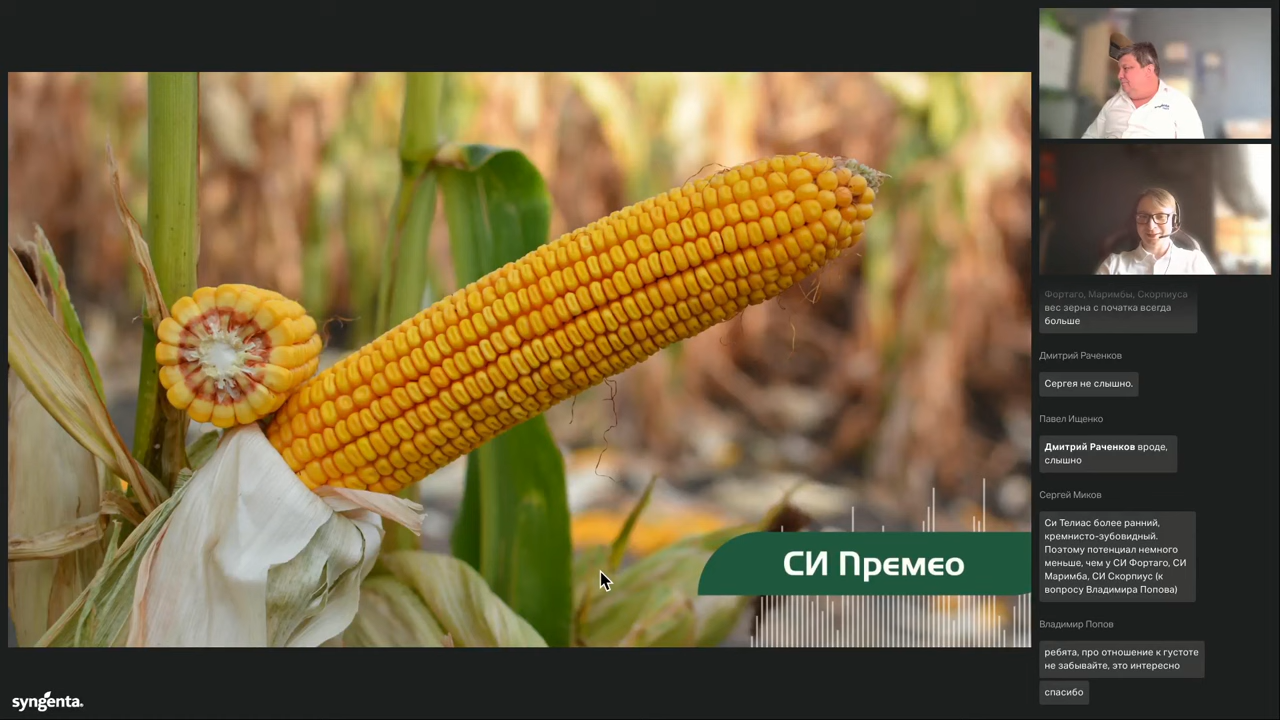 СИ Премео
syngenta
Фортаго, Маримбы, Скорпиуса
вес зерна с початка всегда
больше
Дмитрий Раченков
Сергея не слышно.
Павел Ищенко
Дмитрий Раченков вроде,
слышно
Сергей Миков
Си Телиас более ранний,
кремнисто-зубовидный.
Поэтому потенциал немного
меньше, чем у СИ Фортаго, СИ
Маримба, СИ Скорпиус (к
вопросу Владимира Попова)
Владимир Попов
ребята, про отношение к густоте
не забывайте, это интересно
спасибо